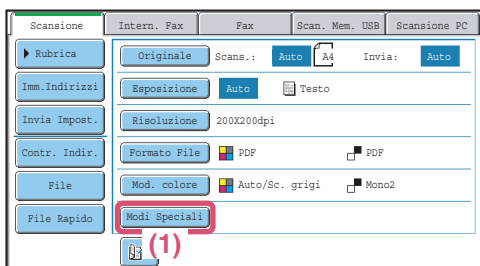 Scansione Intern. Fax Fax Scan. Mem. USB Scansione PC
Rubrica Originale Scans.: Auto A4 Invia: Auto
Imm.Indirizzi Esposizione Auto Testo
Invia Impost. Risoluzione 200X200dpi
Contr. Indir. Formato File PDF PDF
File Mod. colore Auto/Sc. grigi Mono2
File Rapido Modi Speciali
(1)